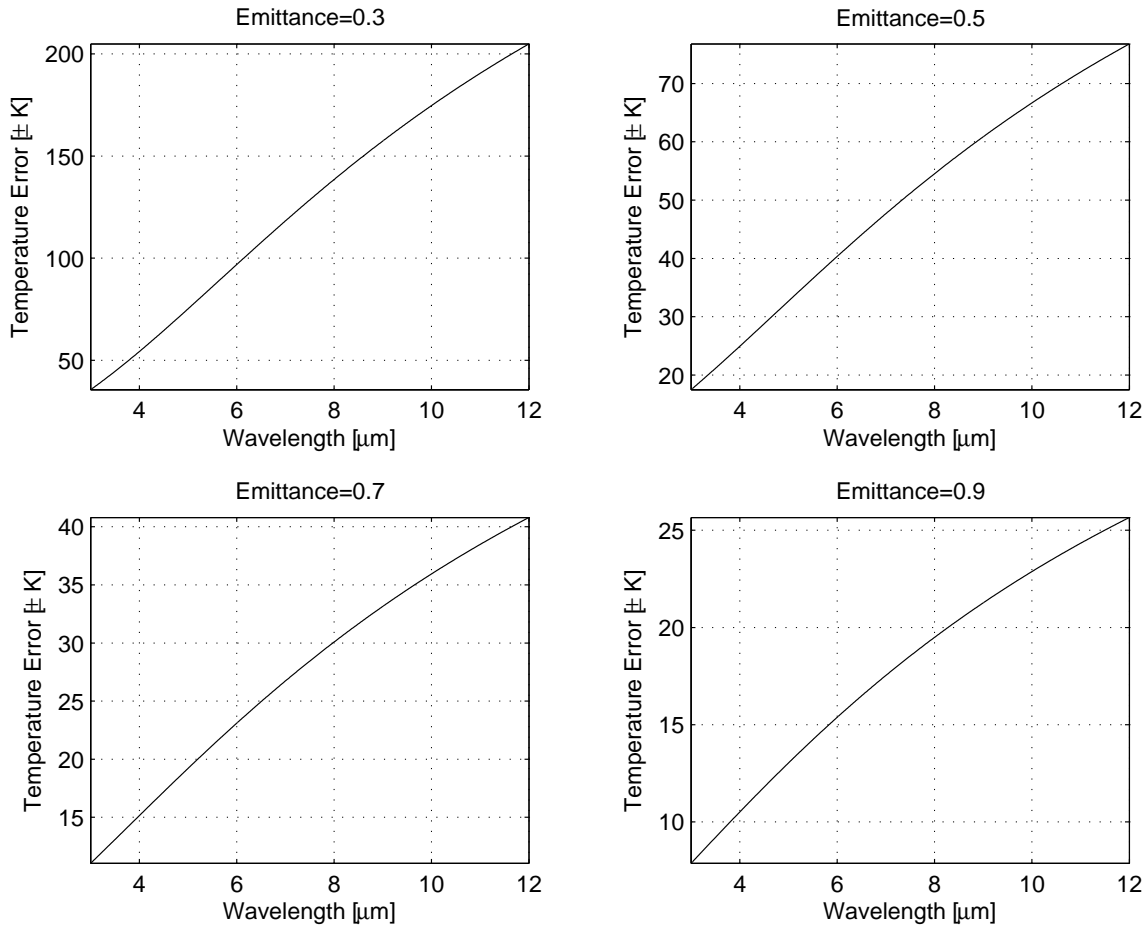 Emittance=0.3
Temperature Error [± K]
200
150
100
50
4 6 8 10 12
Wavelength [μm]
Emittance=0.5
Temperature Error [± K]
70
60
50
40
30
20
4 6 8 10 12
Wavelength [μm]
Emittance=0.7
Temperature Error [± K]
40
35
30
25
20
15
4 6 8 10 12
Wavelength [μm]
Emittance=0.9
Temperature Error [± K]
25
20
15
10
4 6 8 10 12
Wavelength [μm]